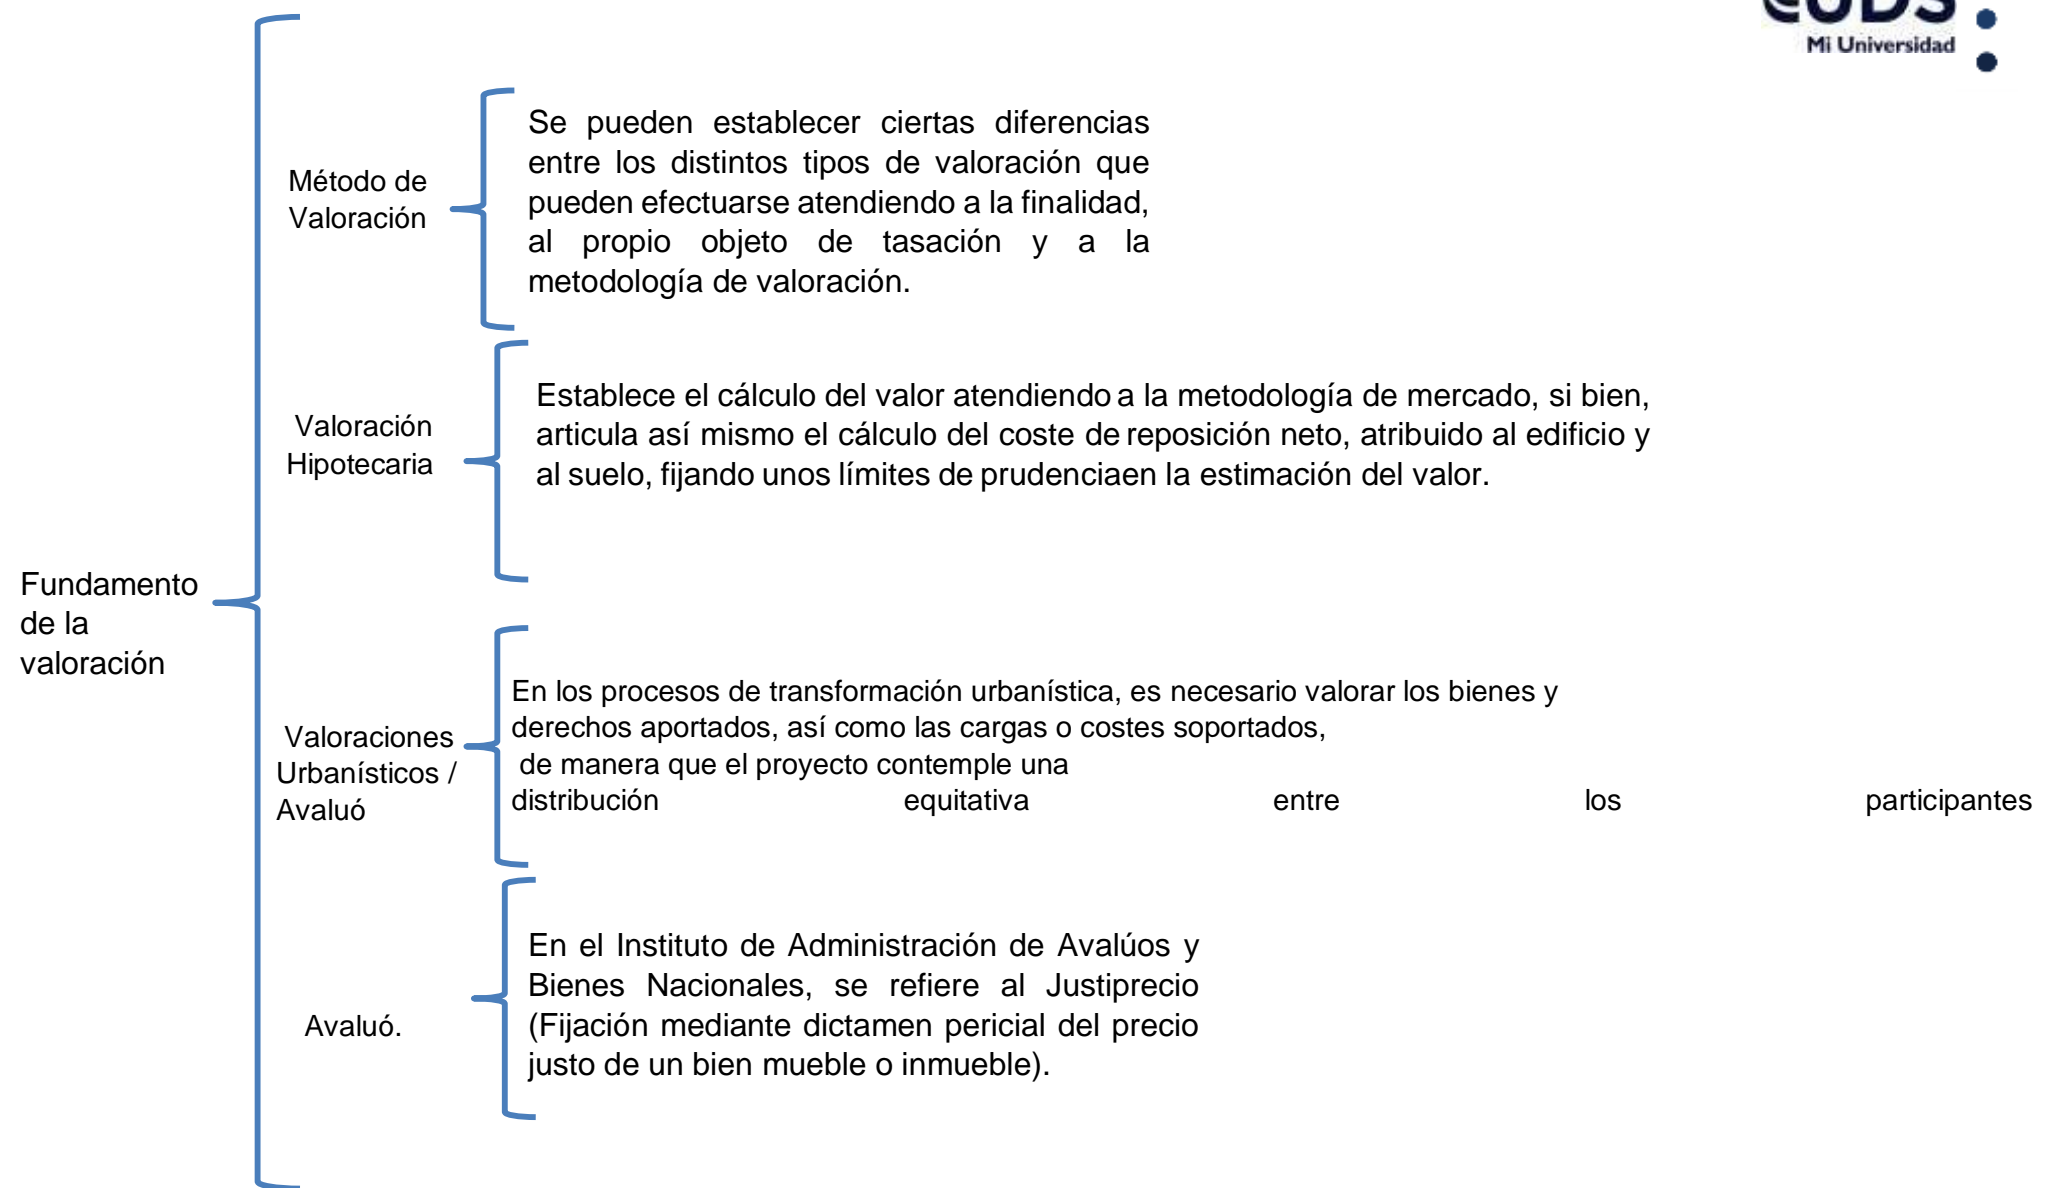 Mi Universidad
Método de
Valoración
Se pueden establecer ciertas diferencias
entre los distintos tipos de valoración que
pueden efectuarse atendiendo a la finalidad,
al propio objeto de tasación y a la
metodología de valoración.
Valoración
Hipotecaria
Establece el cálculo del valor atendiendo a la metodología de mercado, si bien,
articula así mismo el cálculo del coste de reposición neto, atribuido al edificio y
al suelo, fijando unos límites de prudenciaen la estimación del valor.
Fundamento
de la
valoración
Valoraciones
Urbanísticos /
Avaluó
En los procesos de transformación urbanística, es necesario valorar los bienes y
derechos aportados, así como las cargas o costes soportados,
de manera que el proyecto contemple una
distribución equitativa entre los participantes
Avaluó.
En el Instituto de Administración de Avalúos y
Bienes Nacionales, se refiere al Justiprecio
(Fijación mediante dictamen pericial del precio
justo de un bien mueble o inmueble).